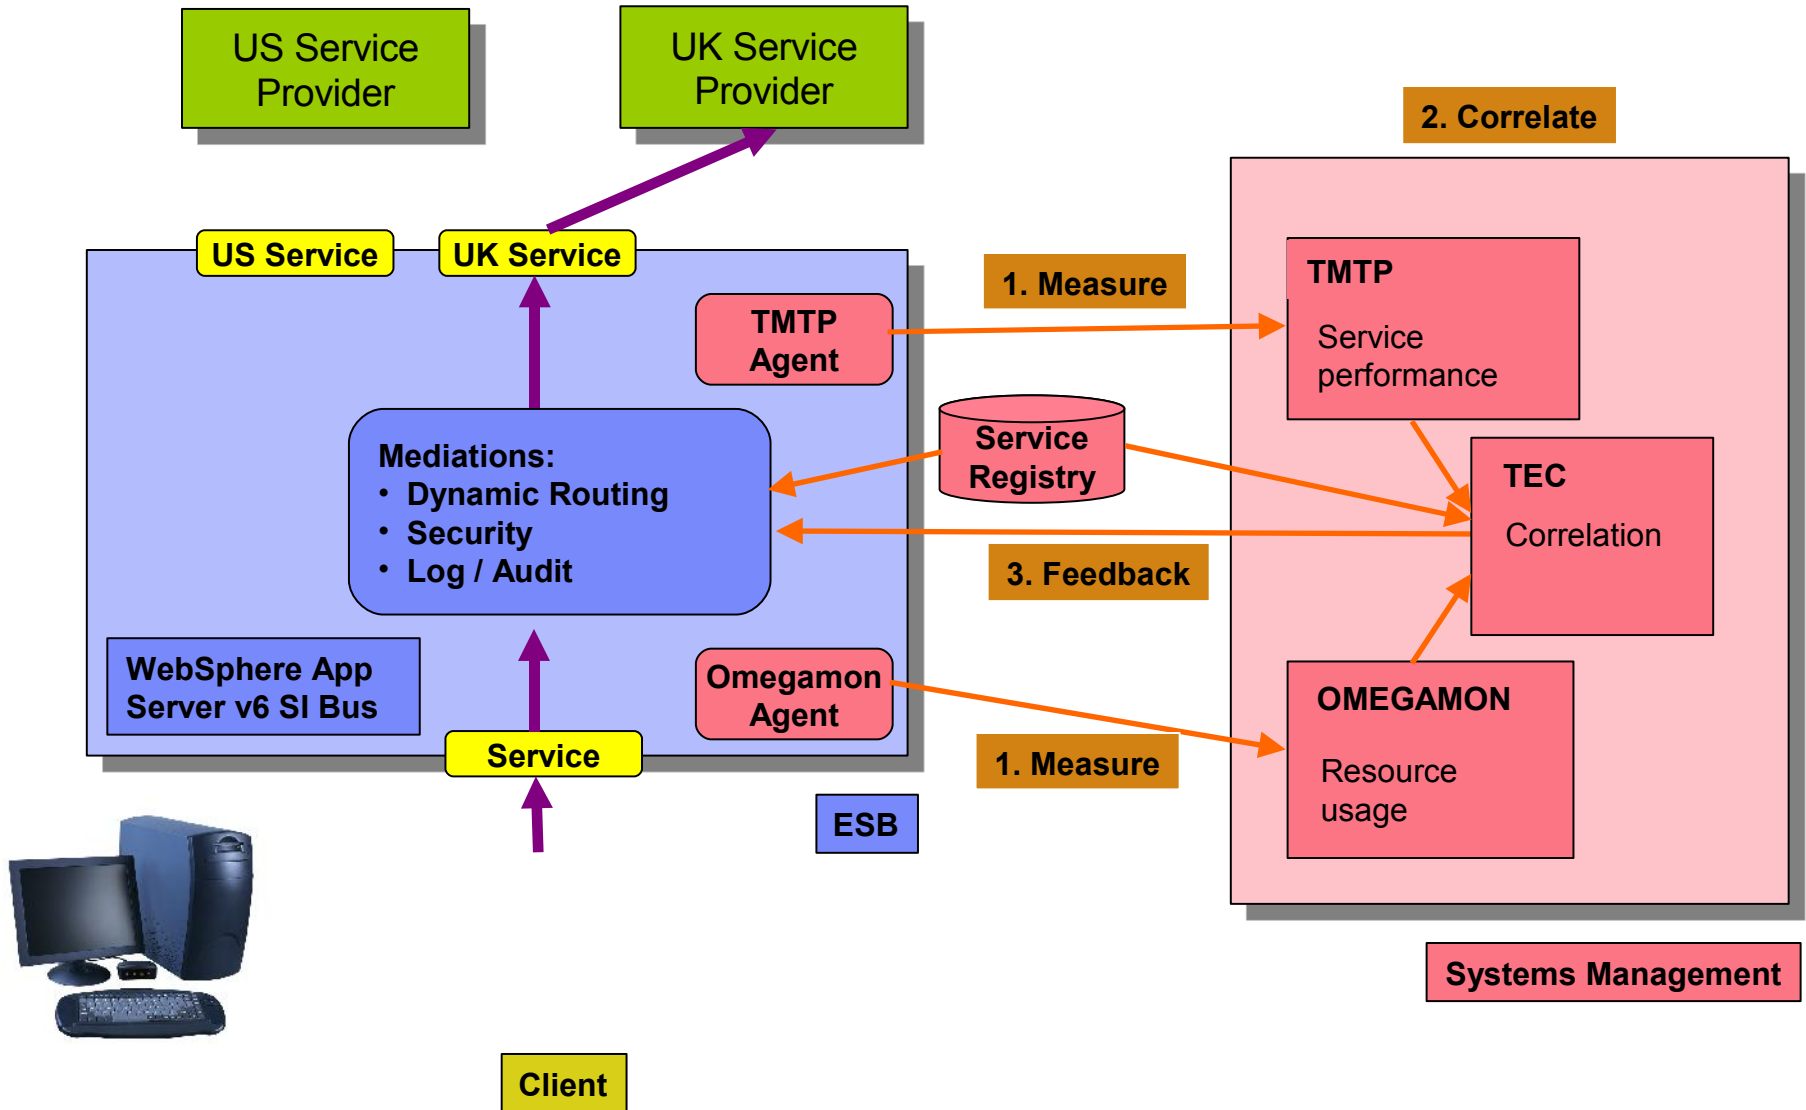 US Service
Provider
UK Service
Provider
2. Correlate
US Service
UK Service
1. Measure
TMTP
Service
performance
TMTP
Agent
Service
Registry
Mediations:
• Dynamic Routing
• Security
• Log / Audit
TEC
Correlation
3. Feedback
WebSphere App
Server v6 SI Bus
Omegamon
Agent
OMEGAMON
Resource
usage
Service
1. Measure
ESB
Systems Management
Client